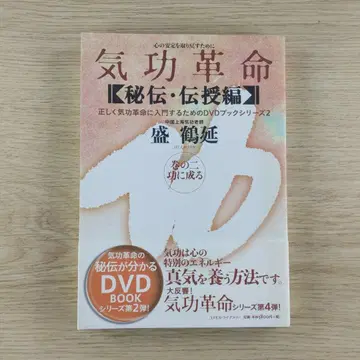 心の安定を取り戻すために
気功革命
秘伝・伝授編
正しく気功革命に入門するためのDVDブックシリーズ2
中国上海気功老師
盛 鶴延
巻の二
功に成る
気功革命の
秘伝が分かる
DVD
BOOK
シリーズ第2弾!
気功は心の
特別のエネルギー
真気を養う方法です。
大反響!
気功革命シリーズ第4弾!